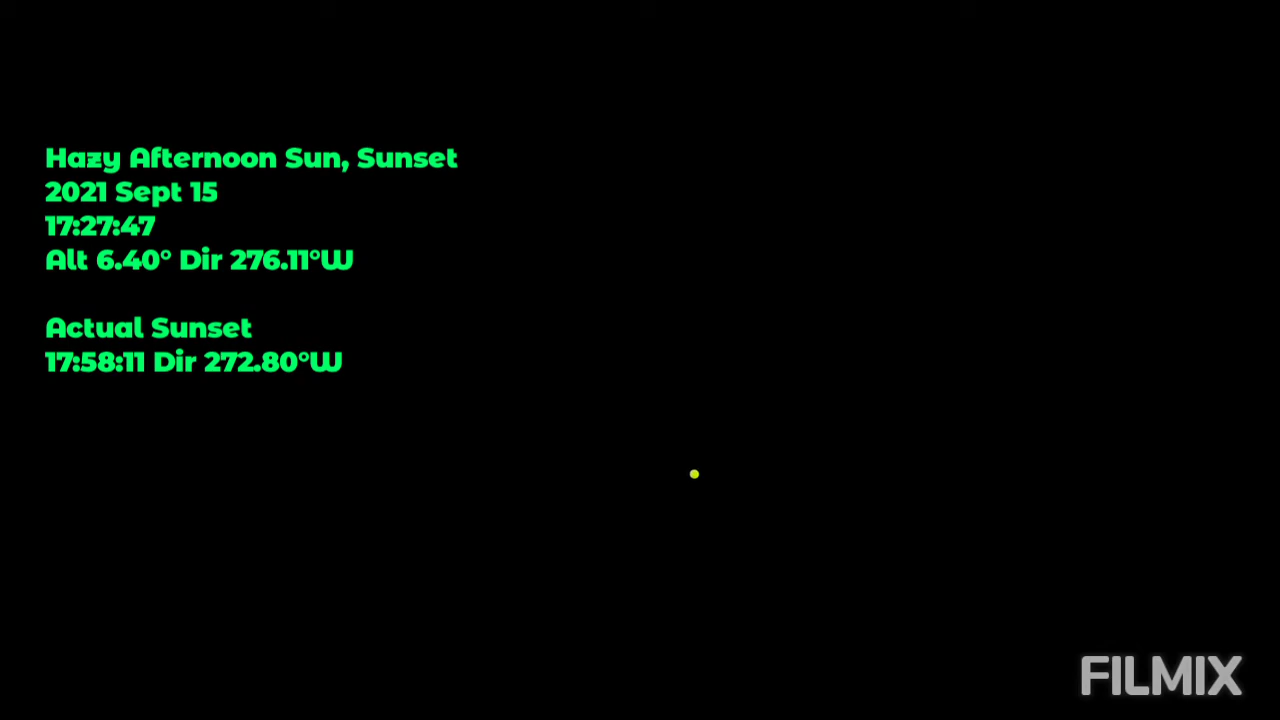 Hazy Afternoon Sun, Sunset
2021 Sept 15
17:27:47
Alt 6.40° Dir 276.11°W
Actual Sunset
17:58:11 Dir 272.80°W
FILMIX